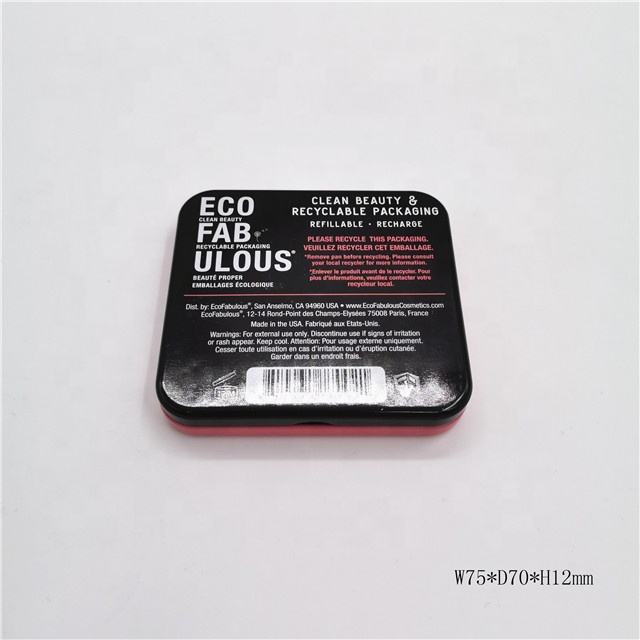 ECO
CLEAN BEAUTY
FAB
RECYCLABLE PACKAGING
ULOUS®
BEAUTÉ PROPER
EMBALLAGES ÉCOLOGIQUE
CLEAN BEAUTY &
RECYCLABLE PACKAGING
REFILLABLE · RECHARGE
PLEASE RECYCLE THIS PACKAGING.
VEUILLEZ RECYCLER CET EMBALLAGE.
*Remove pan before recycling. Please consult
your local recycler for more information.
*Enlever le produit avant de le recycler. Pour
plus d'informations, veuillez contacter votre
recycleur local.
Dist. by: EcoFabulous®, San Anselmo, CA 94960 USA • www.EcoFabulousCosmetics.com
EcoFabulous®, 12-14 Rond-Point des Champs-Elysées 75008 Paris, France
Made in the USA. Fabriqué aux Etats-Unis.
Warnings: For external use only. Discontinue use if signs of irritation
or rash appear. Keep cool. Attention: Pour usage externe uniquement.
Cesser toute utilisation en cas d'irritation ou d'éruption cutanée.
Garder dans un endroit frais.
W75*D70*H12mm